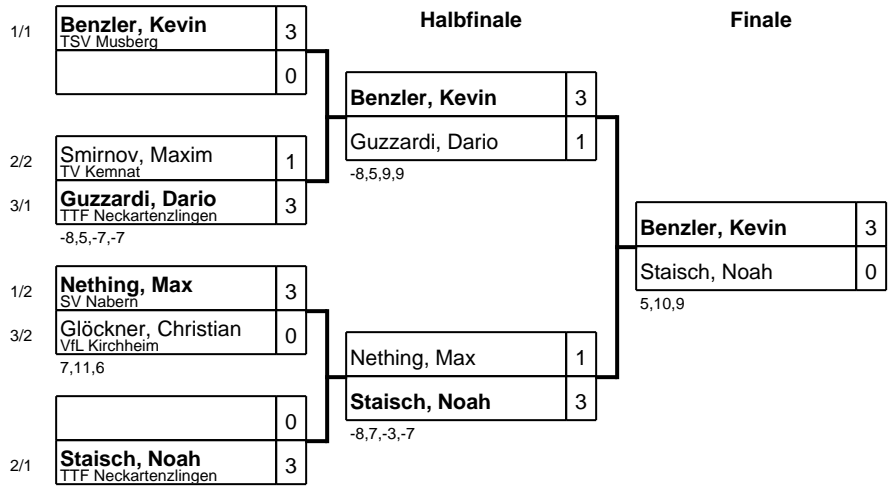 Halbfinale
Finale
1/1 Benzler, Kevin 3
TSV Musberg
0
2/2 Smirnov, Maxim 1
TV Kemnat
3/1 Guzzardi, Dario 3
TTF Neckartenzlingen
-8,5,-7,-7
1/2 Nething, Max 3
SV Nabern
3/2 Glöckner, Christian 0
VfL Kirchheim
7,11,6
0
2/1 Staisch, Noah 3
TTF Neckartenzlingen
Benzler, Kevin 3
Guzzardi, Dario 1
-8,5,9,9
Nething, Max 1
Staisch, Noah 3
-8,7,-3,-7
Benzler, Kevin 3
Staisch, Noah 0
5,10,9